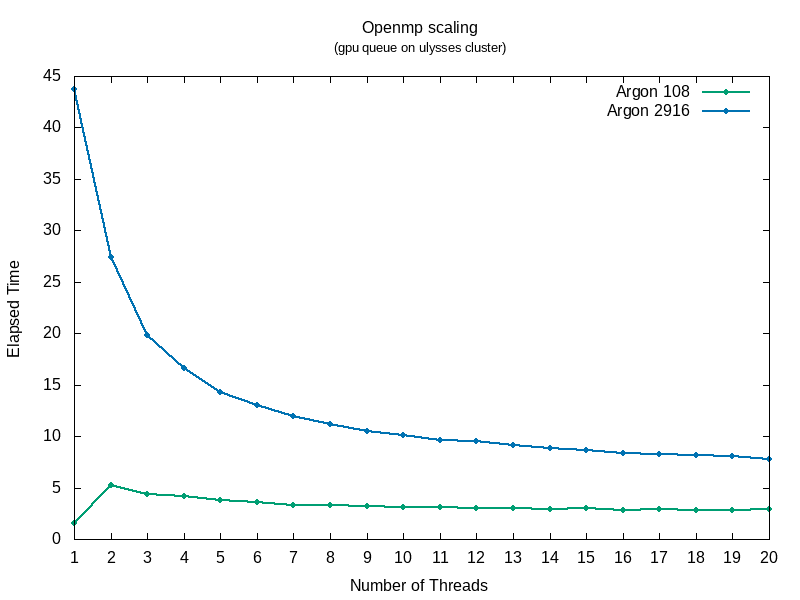 Openmp scaling
(gpu queue on ulysses cluster)
Argon 108
Argon 2916
45
40
35
30
25
20
15
10
5
0
Elapsed Time
1 2 3 4 5 6 7 8 9 10 11 12 13 14 15 16 17 18 19 20
Number of Threads